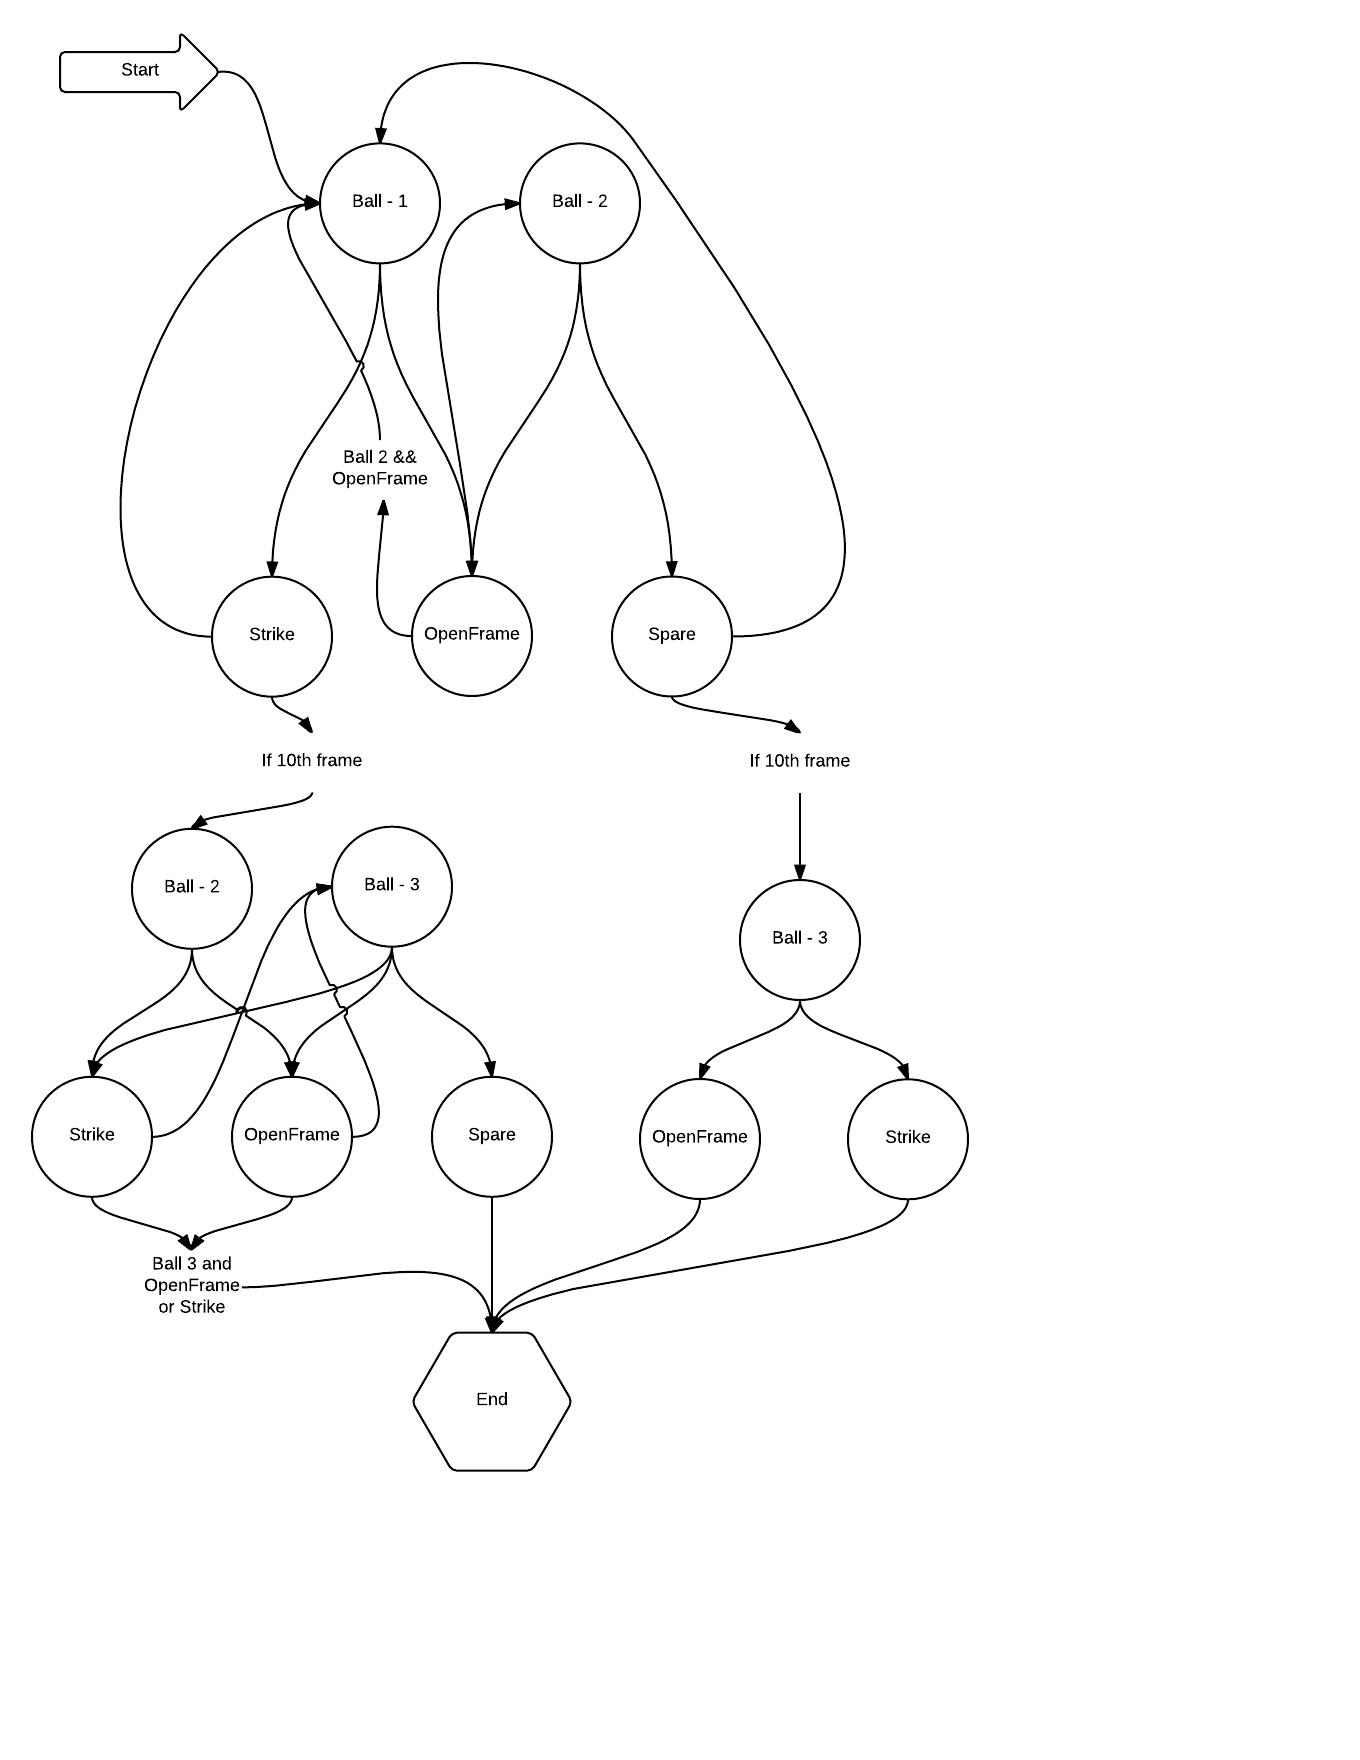 Start
Ball - 1
Ball - 2
Ball 2 &&
OpenFrame
Strike
OpenFrame
Spare
If 10th frame
If 10th frame
Ball - 2
Ball - 3
Ball - 3
Strike
OpenFrame
Spare
OpenFrame
Strike
Ball 3 and
OpenFrame
or Strike
End